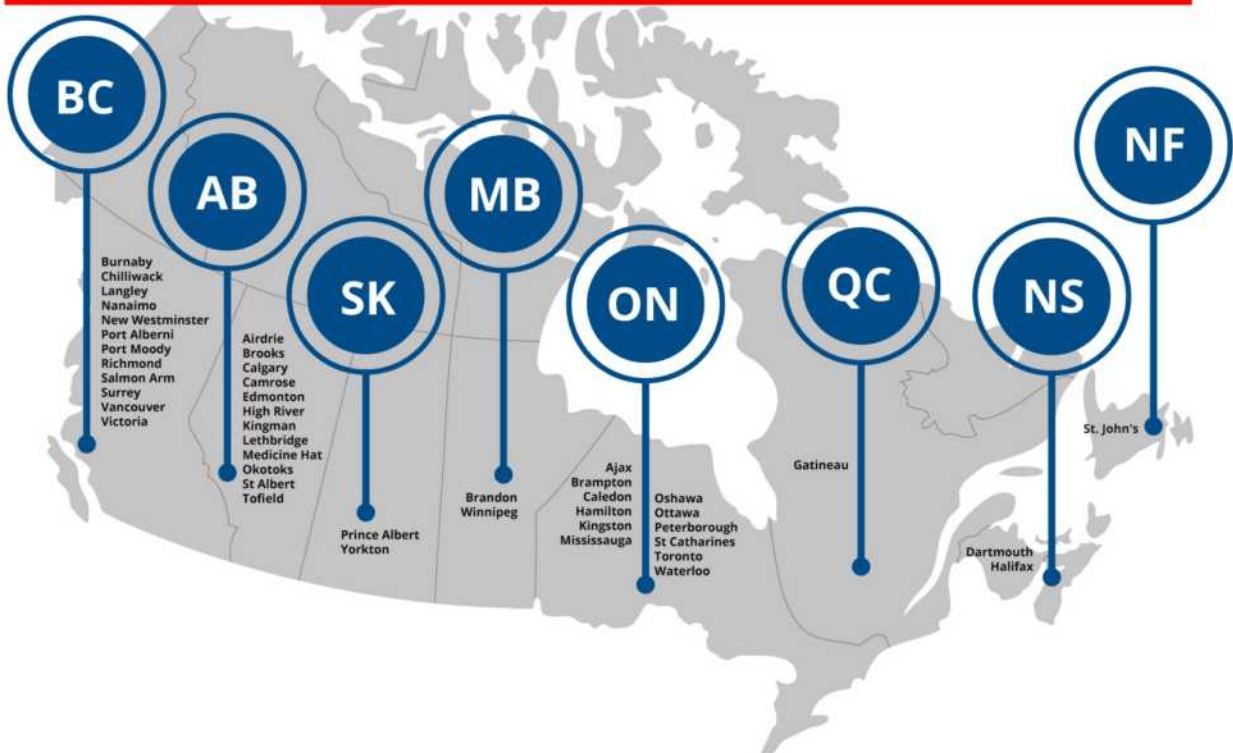 BC
Burnaby
Chilliwack
Langley
Nanaimo
New Westminster
Port Alberni
Port Moody
Richmond
Salmon Arm
Surrey
Vancouver
Victoria
AB
Airdrie
Brooks
Calgary
Camrose
Edmonton
High River
Kingman
Lethbridge
Medicine Hat
Okotoks
St Albert
Tofield
SK
Prince Albert
Yorkton
MB
Brandon
Winnipeg
ON
Ajax
Brampton
Caledon
Hamilton
Kingston
Mississauga
Oshawa
Ottawa
Peterborough
St Catharines
Toronto
Waterloo
QC
Gatineau
NS
Dartmouth
Halifax
NF
St. John's